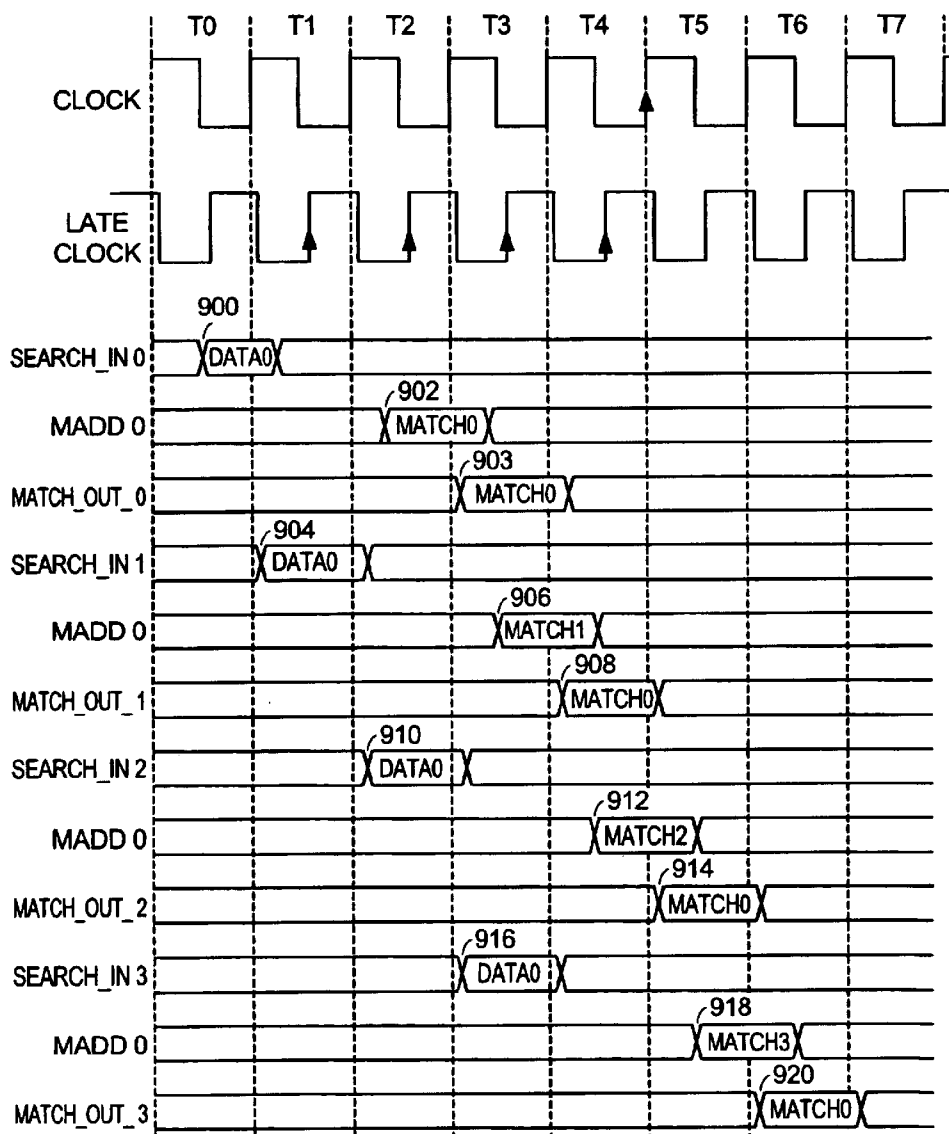 T0 T1 T2 T3 T4 T5 T6 T7
CLOCK
LATE
CLOCK
900
SEARCH_IN 0 DATA0
902
MADD 0 MATCH0
903
MATCH_OUT_0 MATCH0
904
SEARCH_IN 1 DATA0
906
MADD 0 MATCH1
908
MATCH_OUT_1 MATCH0
910
SEARCH_IN 2 DATA0
912
MADD 0 MATCH2
914
MATCH_OUT_2 MATCH0
916
SEARCH_IN 3 DATA0
918
MADD 0 MATCH3
920
MATCH_OUT_3 MATCH0